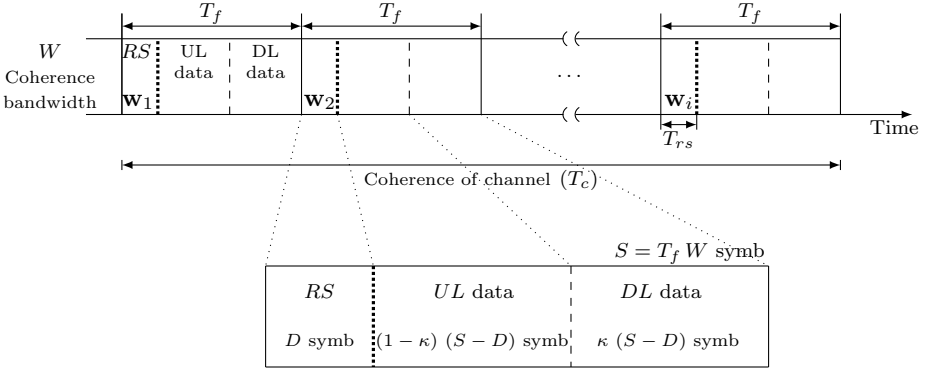 T_f T_f T_f
W RS UL DL
Coherence data data ...
bandwidth w_1 w_2 w_i
T_rs Time
Coherence of channel (T_c)
S = T_f W symb
RS UL data DL data
D symb (1 − κ) (S − D) symb κ (S − D) symb